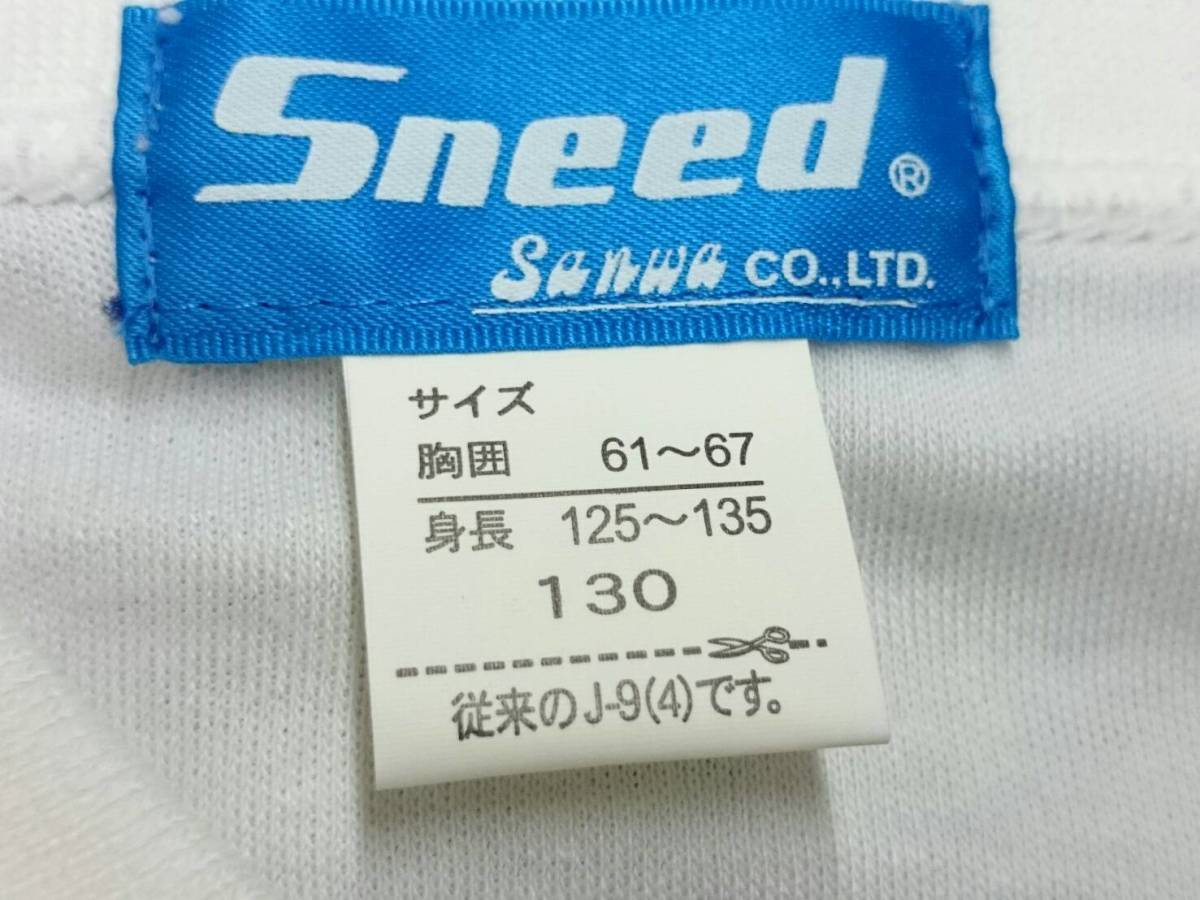 Sneed®
Sanwa CO.,LTD.
サイズ
胸囲 61～67
身長 125～135
130
従来のJ-9(4)です。